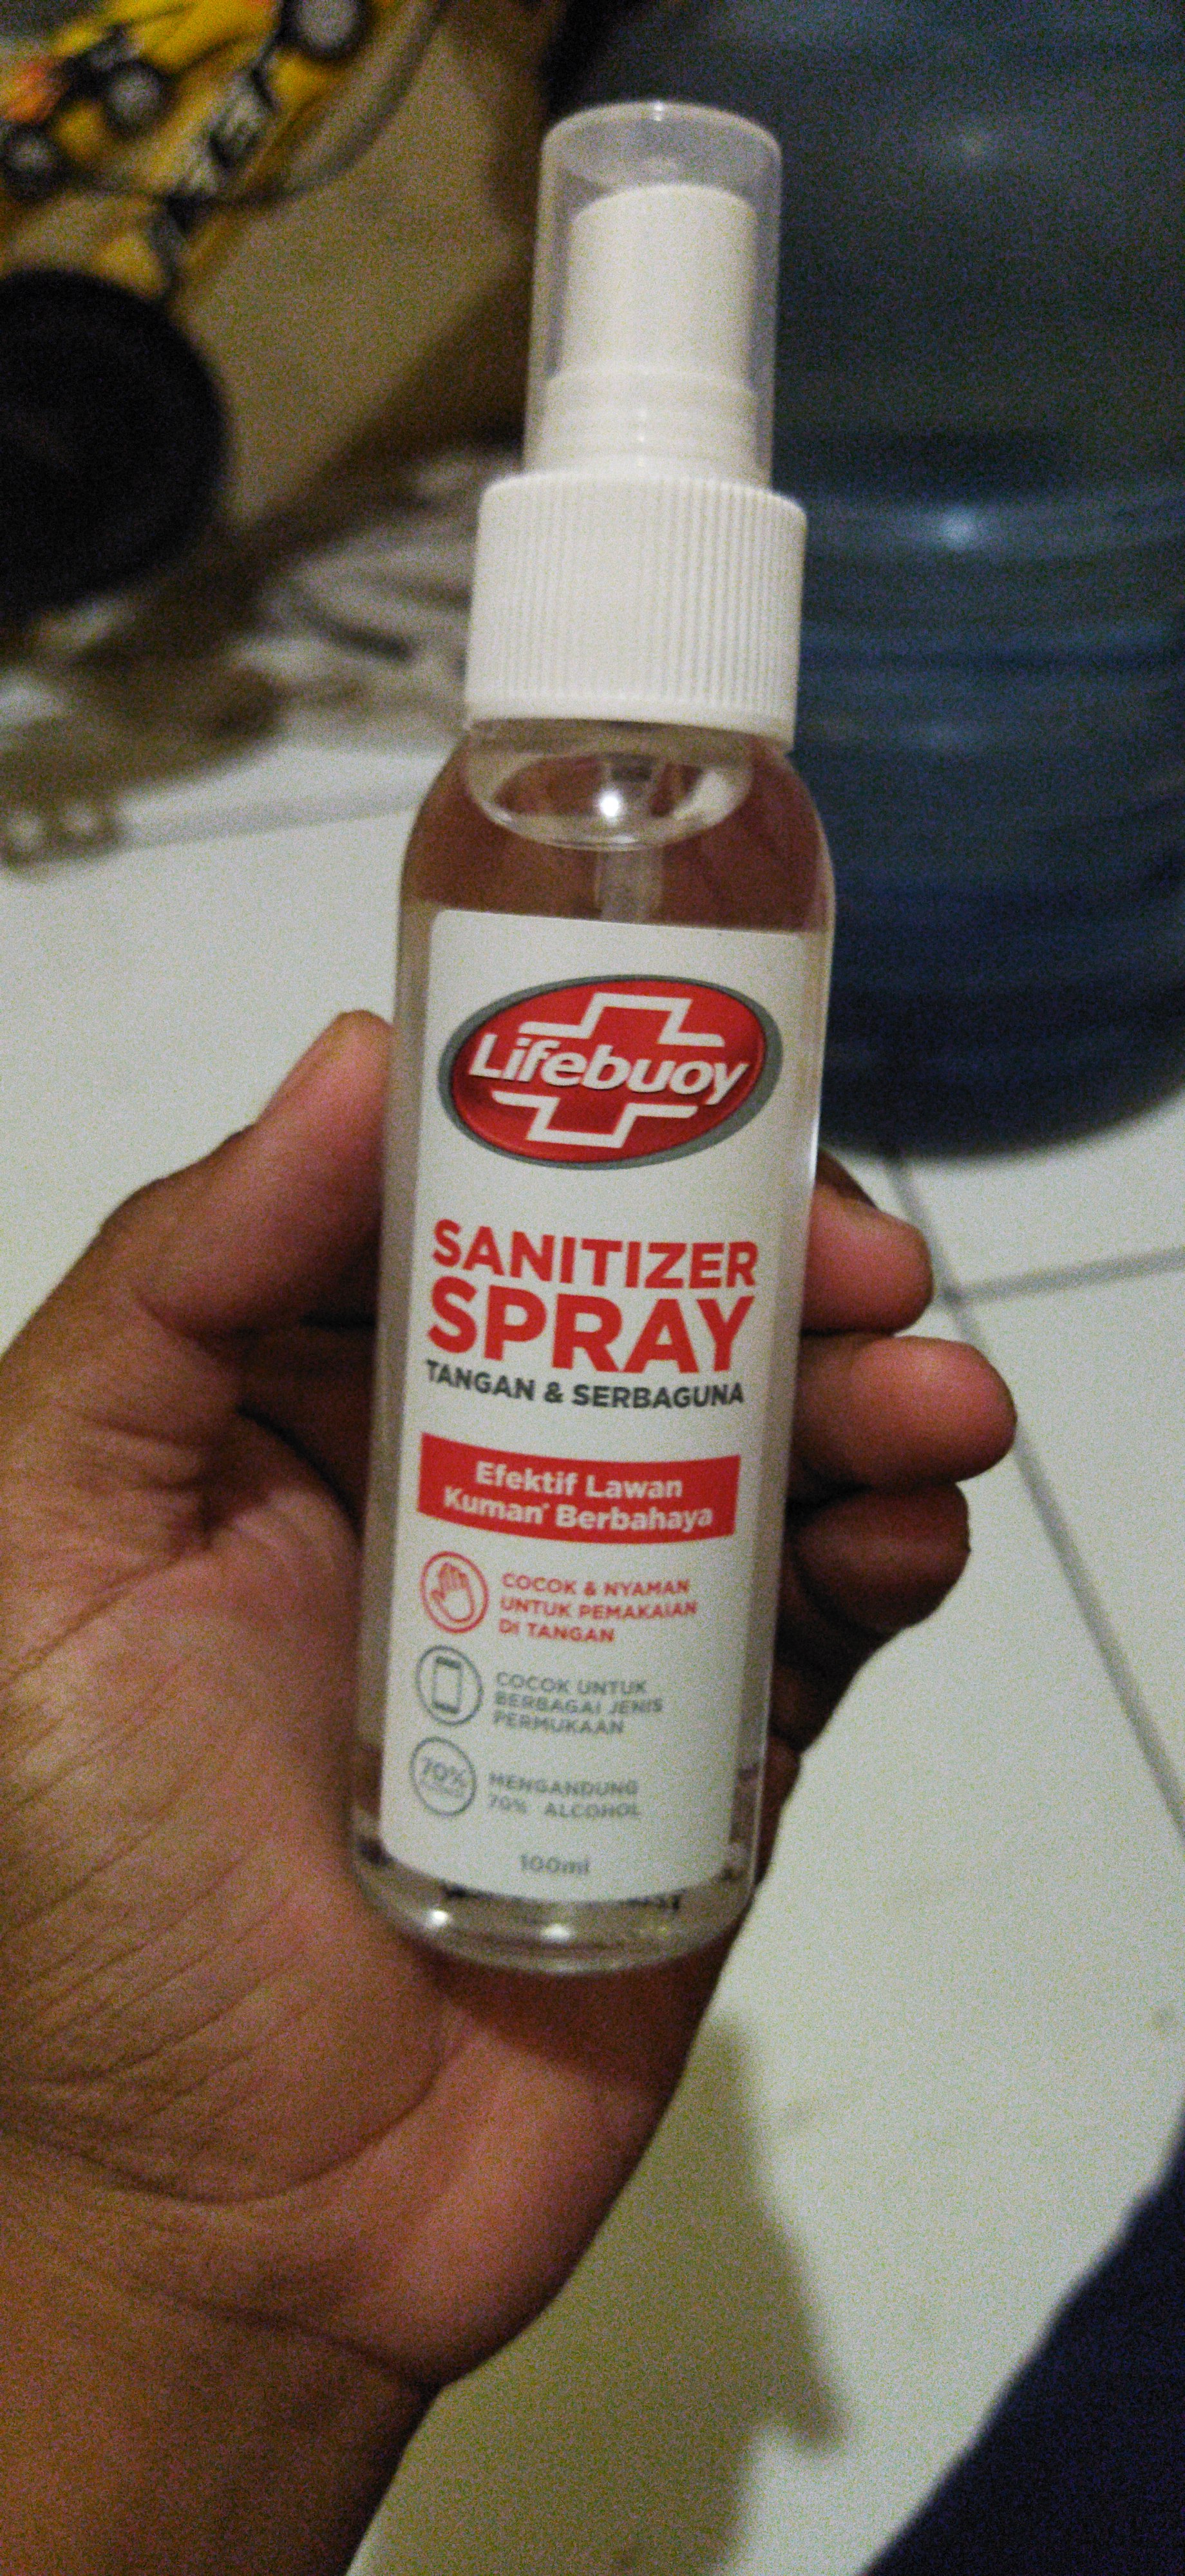 Lifebuoy
SANITIZER
SPRAY
TANGAN & SERBAGUNA
Efektif Lawan
Kuman* Berbahaya
COCOK & NYAMAN
UNTUK PEMAKAIAN
DI TANGAN
COCOK UNTUK
BERBAGAI JENIS
PERMUKAAN
70%
MENGANDUNG
70% ALCOHOL
100ml